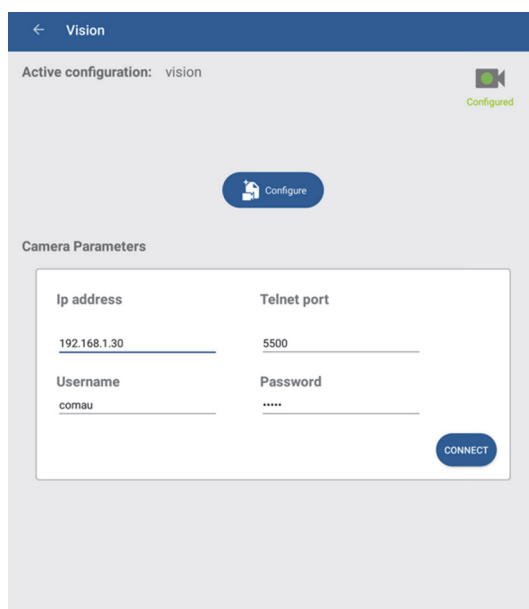 Vision
Active configuration: vision
Configured
Configure
Camera Parameters
Ip address Telnet port
192.168.1.30 5500
Username Password
comau •••••
CONNECT